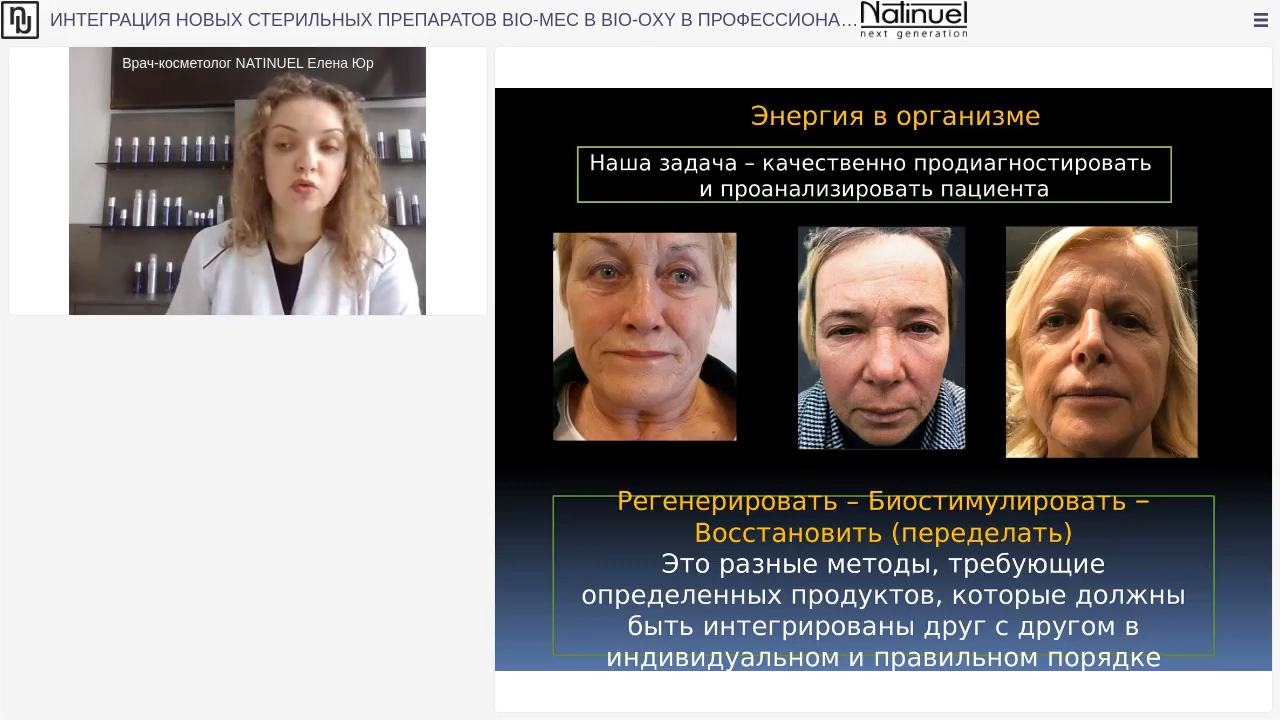 ИНТЕГРАЦИЯ НОВЫХ СТЕРИЛЬНЫХ ПРЕПАРАТОВ BIO-MEC В BIO-OXY В ПРОФЕССИОНА...
Natinuel
next generation
Врач-косметолог NATINUEL Елена Юр
Энергия в организме
Наша задача – качественно продиагностировать
и проанализировать пациента
Регенерировать – Биостимулировать –
Восстановить (переделать)
Это разные методы, требующие
определенных продуктов, которые должны
быть интегрированы друг с другом в
индивидуальном и правильном порядке